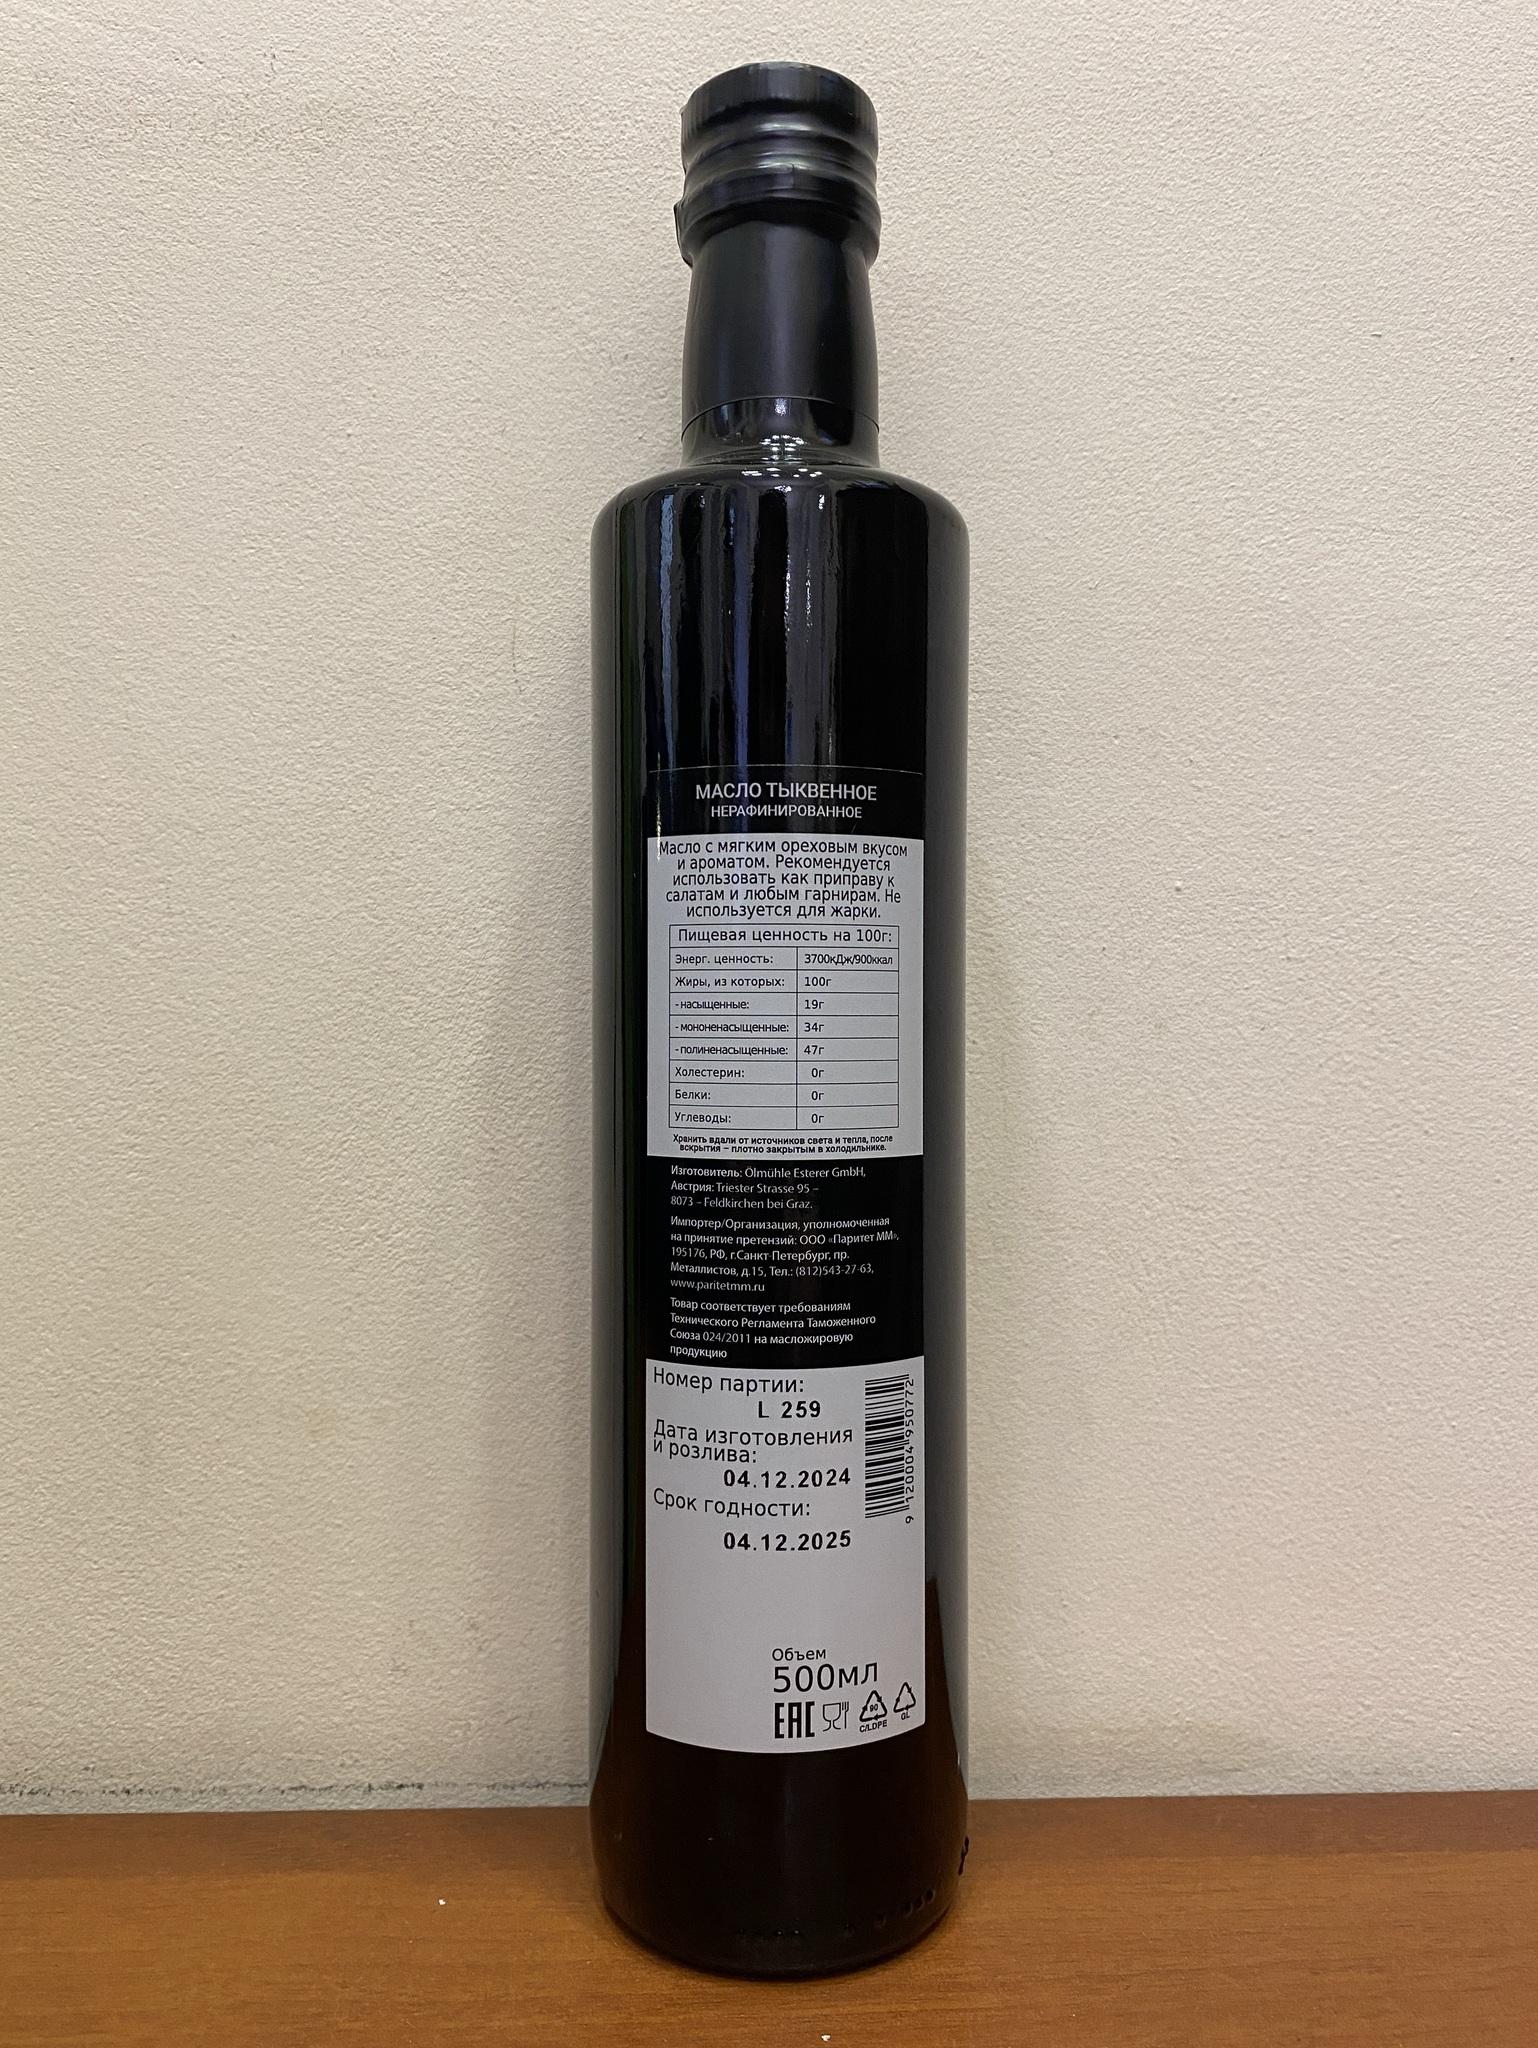 МАСЛО ТЫКВЕННОЕ
НЕРАФИНИРОВАННОЕ
Масло с мягким ореховым вкусом
и ароматом. Рекомендуется
использовать как приправу к
салатам и любым гарнирам. Не
используется для жарки.
Пищевая ценность на 100г:
Энерг. ценность: 3700кДж/900ккал
Жиры, из которых: 100г
-насыщенные: 19г
-мононенасыщенные: 34г
-полиненасыщенные: 47г
Холестерин: 0г
Белки: 0г
Углеводы: 0г
Хранить вдали от источников света и тепла, после
вскрытия – плотно закрытым в холодильнике.
Изготовитель: Ölmühle Esterer GmbH,
Австрия: Triester Strasse 95 –
8073 – Feldkirchen bei Graz.
Импортер/Организация, уполномоченная
на принятие претензий: ООО «Паритет ММ»,
195176, РФ, г.Санкт-Петербург, пр.
Металлистов, д.15, Тел.: (812)543-27-63,
www.paritetmm.ru
Товар соответствует требованиям
Технического Регламента Таможенного
Союза 024/2011 на масложировую
продукцию
Номер партии:
L 259
Дата изготовления
и розлива:
04.12.2024
Срок годности:
04.12.2025
9 120004 950772
Объем
500мл
EAC
90
C/LDPE
GL